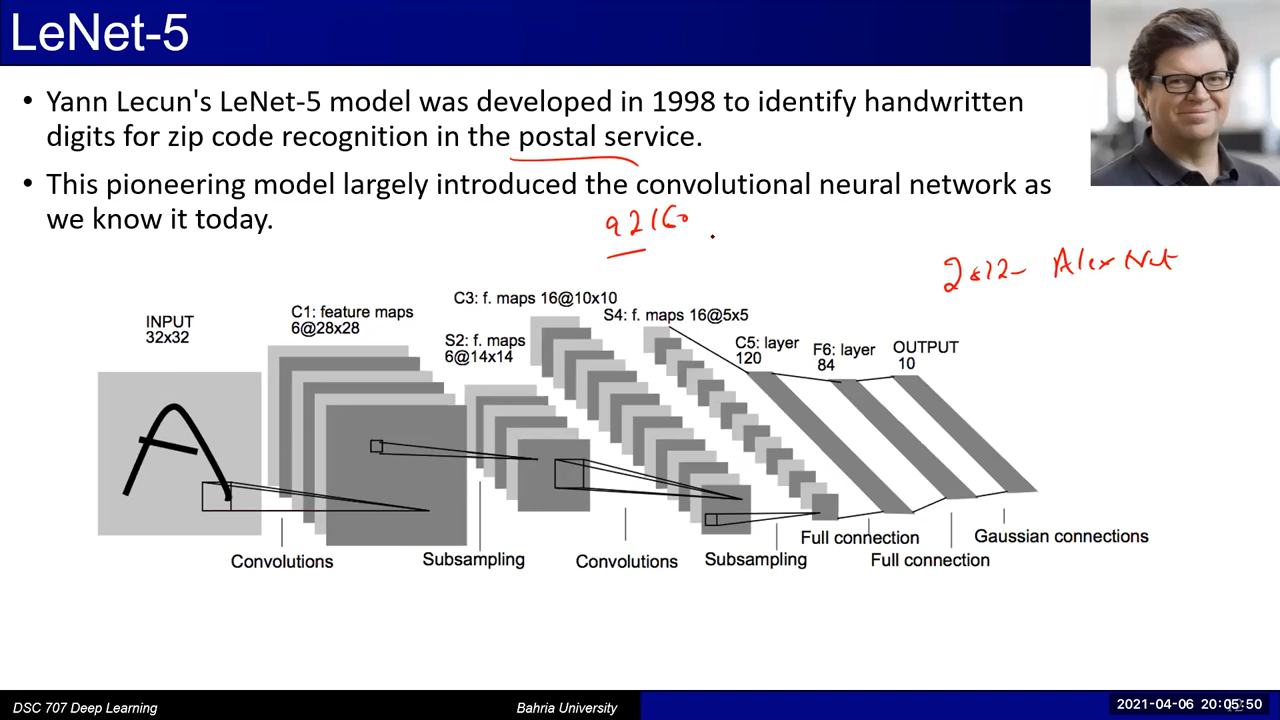 LeNet-5
• Yann Lecun's LeNet-5 model was developed in 1998 to identify handwritten
digits for zip code recognition in the postal service.
• This pioneering model largely introduced the convolutional neural network as
we know it today.
92160
2012- AlexNet
INPUT
32x32
C1: feature maps
6@28x28
S2: f. maps
6@14x14
C3: f. maps 16@10x10
S4: f. maps 16@5x5
C5: layer
120
F6: layer
84
OUTPUT
10
A
Convolutions
Subsampling
Convolutions
Subsampling
Full connection
Full connection
Gaussian connections
DSC 707 Deep Learning
Bahria University
2021-04-06 20:05:50